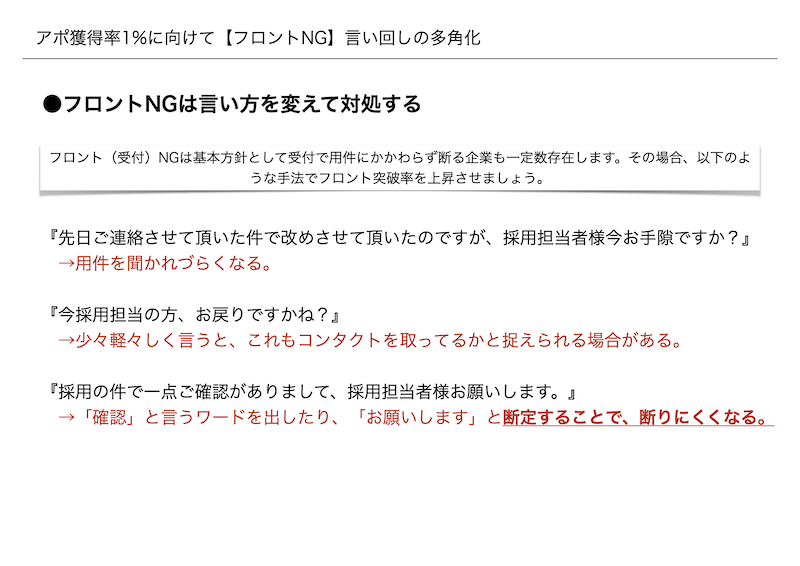 アポ獲得率1%に向けて【フロントNG】言い回しの多角化
●フロントNGは言い方を変えて対処する
フロント（受付）NGは基本方針として受付で用件にかかわらず断る企業も一定数存在します。その場合、以下のよ
うな手法でフロント突破率を上昇させましょう。
『先日ご連絡させて頂いた件で改めさせて頂いたのですが、採用担当者様今お手隙ですか？』
→用件を聞かれづらくなる。
『今採用担当の方、お戻りですかね？』
→少々軽々しく言うと、これもコンタクトを取ってるかと捉えられる場合がある。
『採用の件で一点ご確認がありまして、採用担当者様お願いします。』
→「確認」と言うワードを出したり、「お願いします」と断定することで、断りにくくなる。